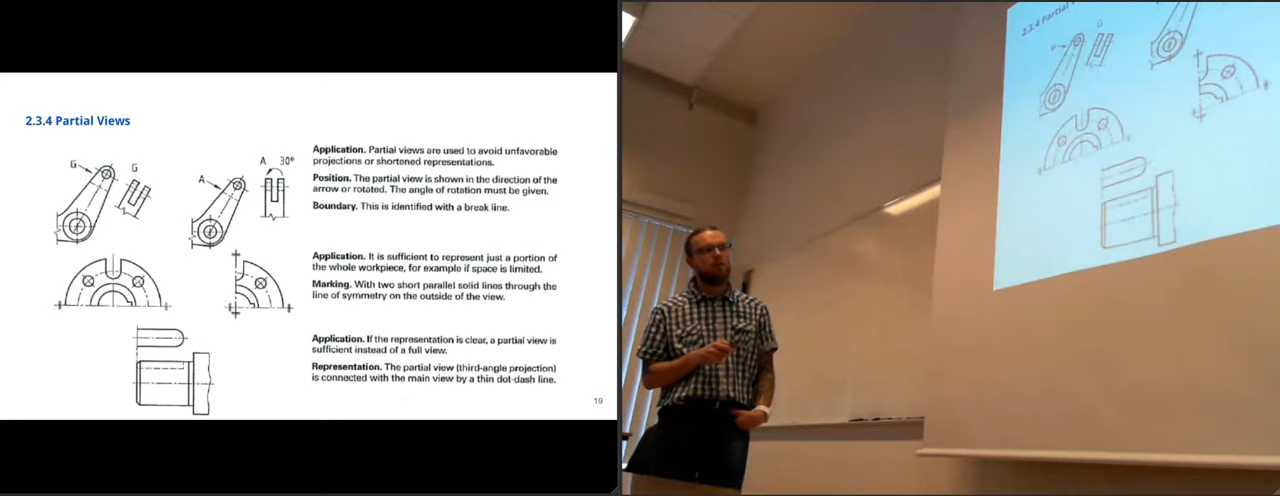 2.3.4 Partial Views
G
G
A
A 30°
Application. Partial views are used to avoid unfavorable
projections or shortened representations.
Position. The partial view is shown in the direction of the
arrow or rotated. The angle of rotation must be given.
Boundary. This is identified with a break line.
Application. It is sufficient to represent just a portion of
the whole workpiece, for example if space is limited.
Marking. With two short parallel solid lines through the
line of symmetry on the outside of the view.
Application. If the representation is clear, a partial view is
sufficient instead of a full view.
Representation. The partial view (third-angle projection)
is connected with the main view by a thin dot-dash line.
19
2.3.4 Partial
G
G